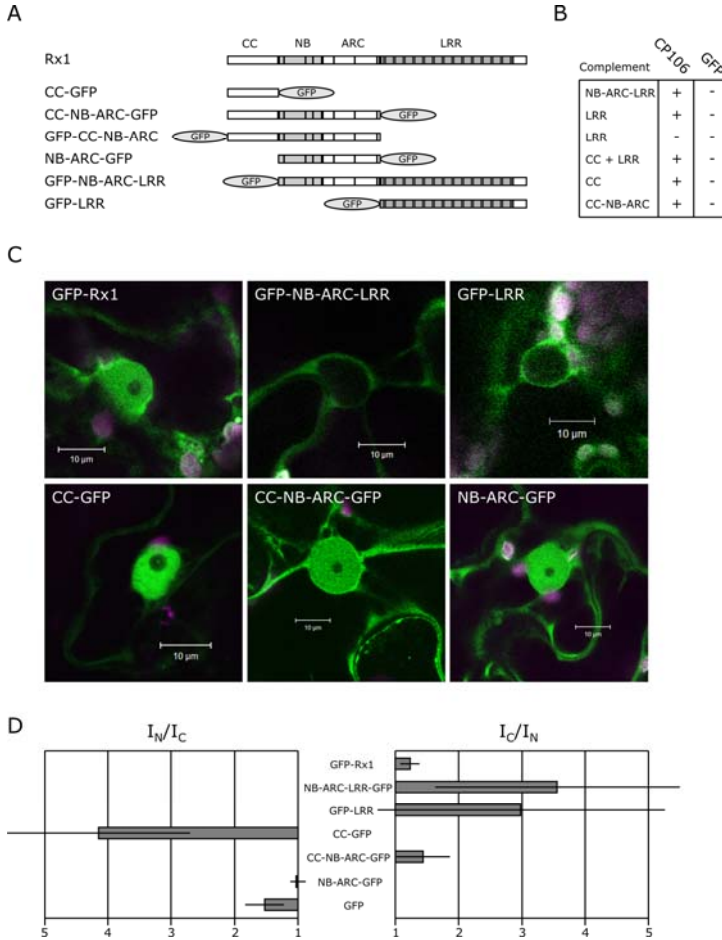 A
CC NB ARC LRR
Rx1
CC-GFP GFP
CC-NB-ARC-GFP GFP
GFP-CC-NB-ARC GFP
NB-ARC-GFP GFP
GFP-NB-ARC-LRR GFP
GFP-LRR GFP
B
Complement CP106 GFP
NB-ARC-LRR + -
LRR + -
LRR - -
CC + LRR + -
CC + -
CC-NB-ARC + -
C
GFP-Rx1
10 µm
GFP-NB-ARC-LRR
10 µm
GFP-LRR
10 µm
CC-GFP
10 µm
CC-NB-ARC-GFP
10 µm
NB-ARC-GFP
10 µm
D
I_N/I_C I_C/I_N
GFP-Rx1
NB-ARC-LRR-GFP
GFP-LRR
CC-GFP
CC-NB-ARC-GFP
NB-ARC-GFP
GFP
5 4 3 2 1 1 2 3 4 5